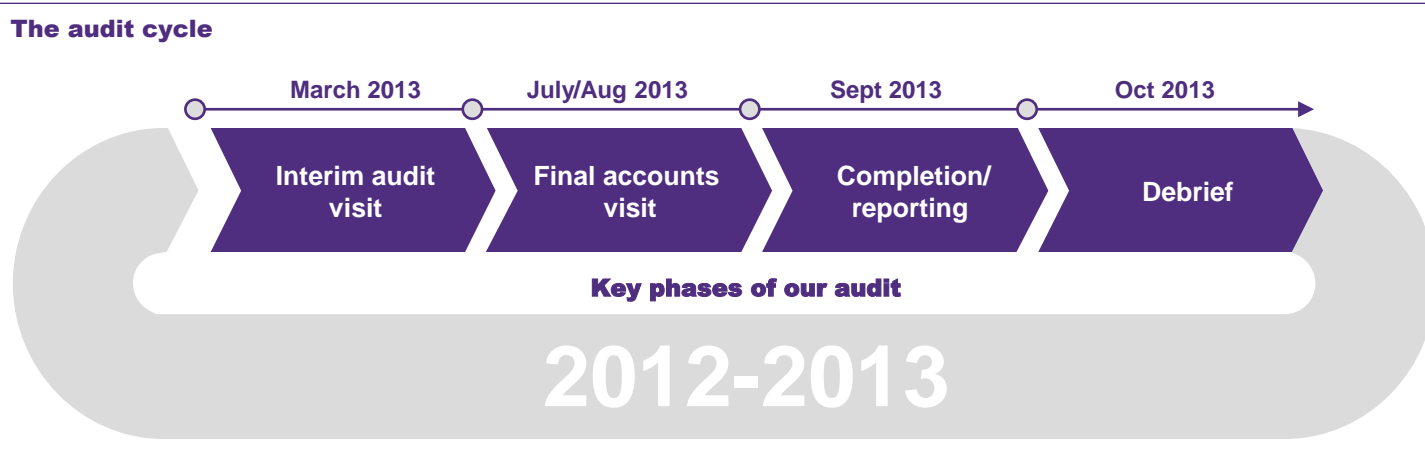 The audit cycle
March 2013
July/Aug 2013
Sept 2013
Oct 2013
Interim audit
visit
Final accounts
visit
Completion/
reporting
Debrief
Key phases of our audit
2012-2013